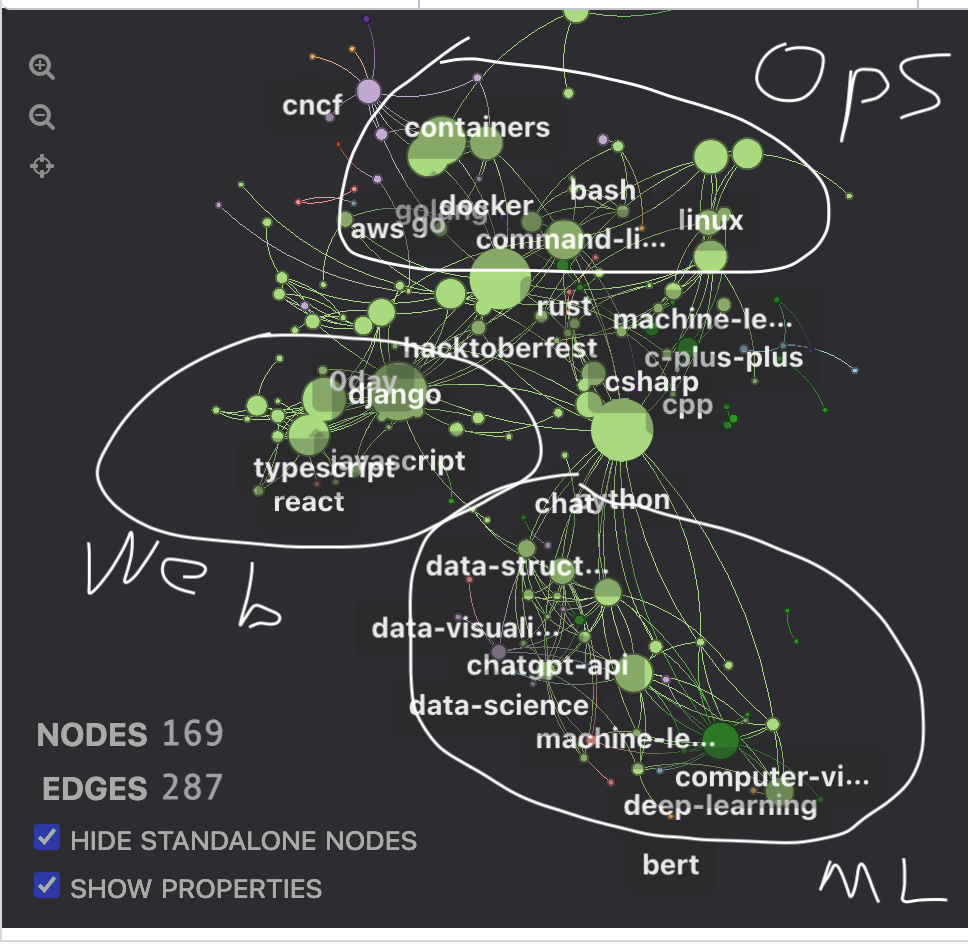 Ops
cncf
containers
bash
docker
golang
linux
aws
go
command-li...
rust
machine-le...
hacktoberfest
c-plus-plus
0day
csharp
django
cpp
javascript
typescript
react
chat
python
Web
data-struct...
data-visuali...
chatgpt-api
data-science
machine-le...
computer-vi...
deep-learning
bert
ML
NODES 169
EDGES 287
HIDE STANDALONE NODES
SHOW PROPERTIES